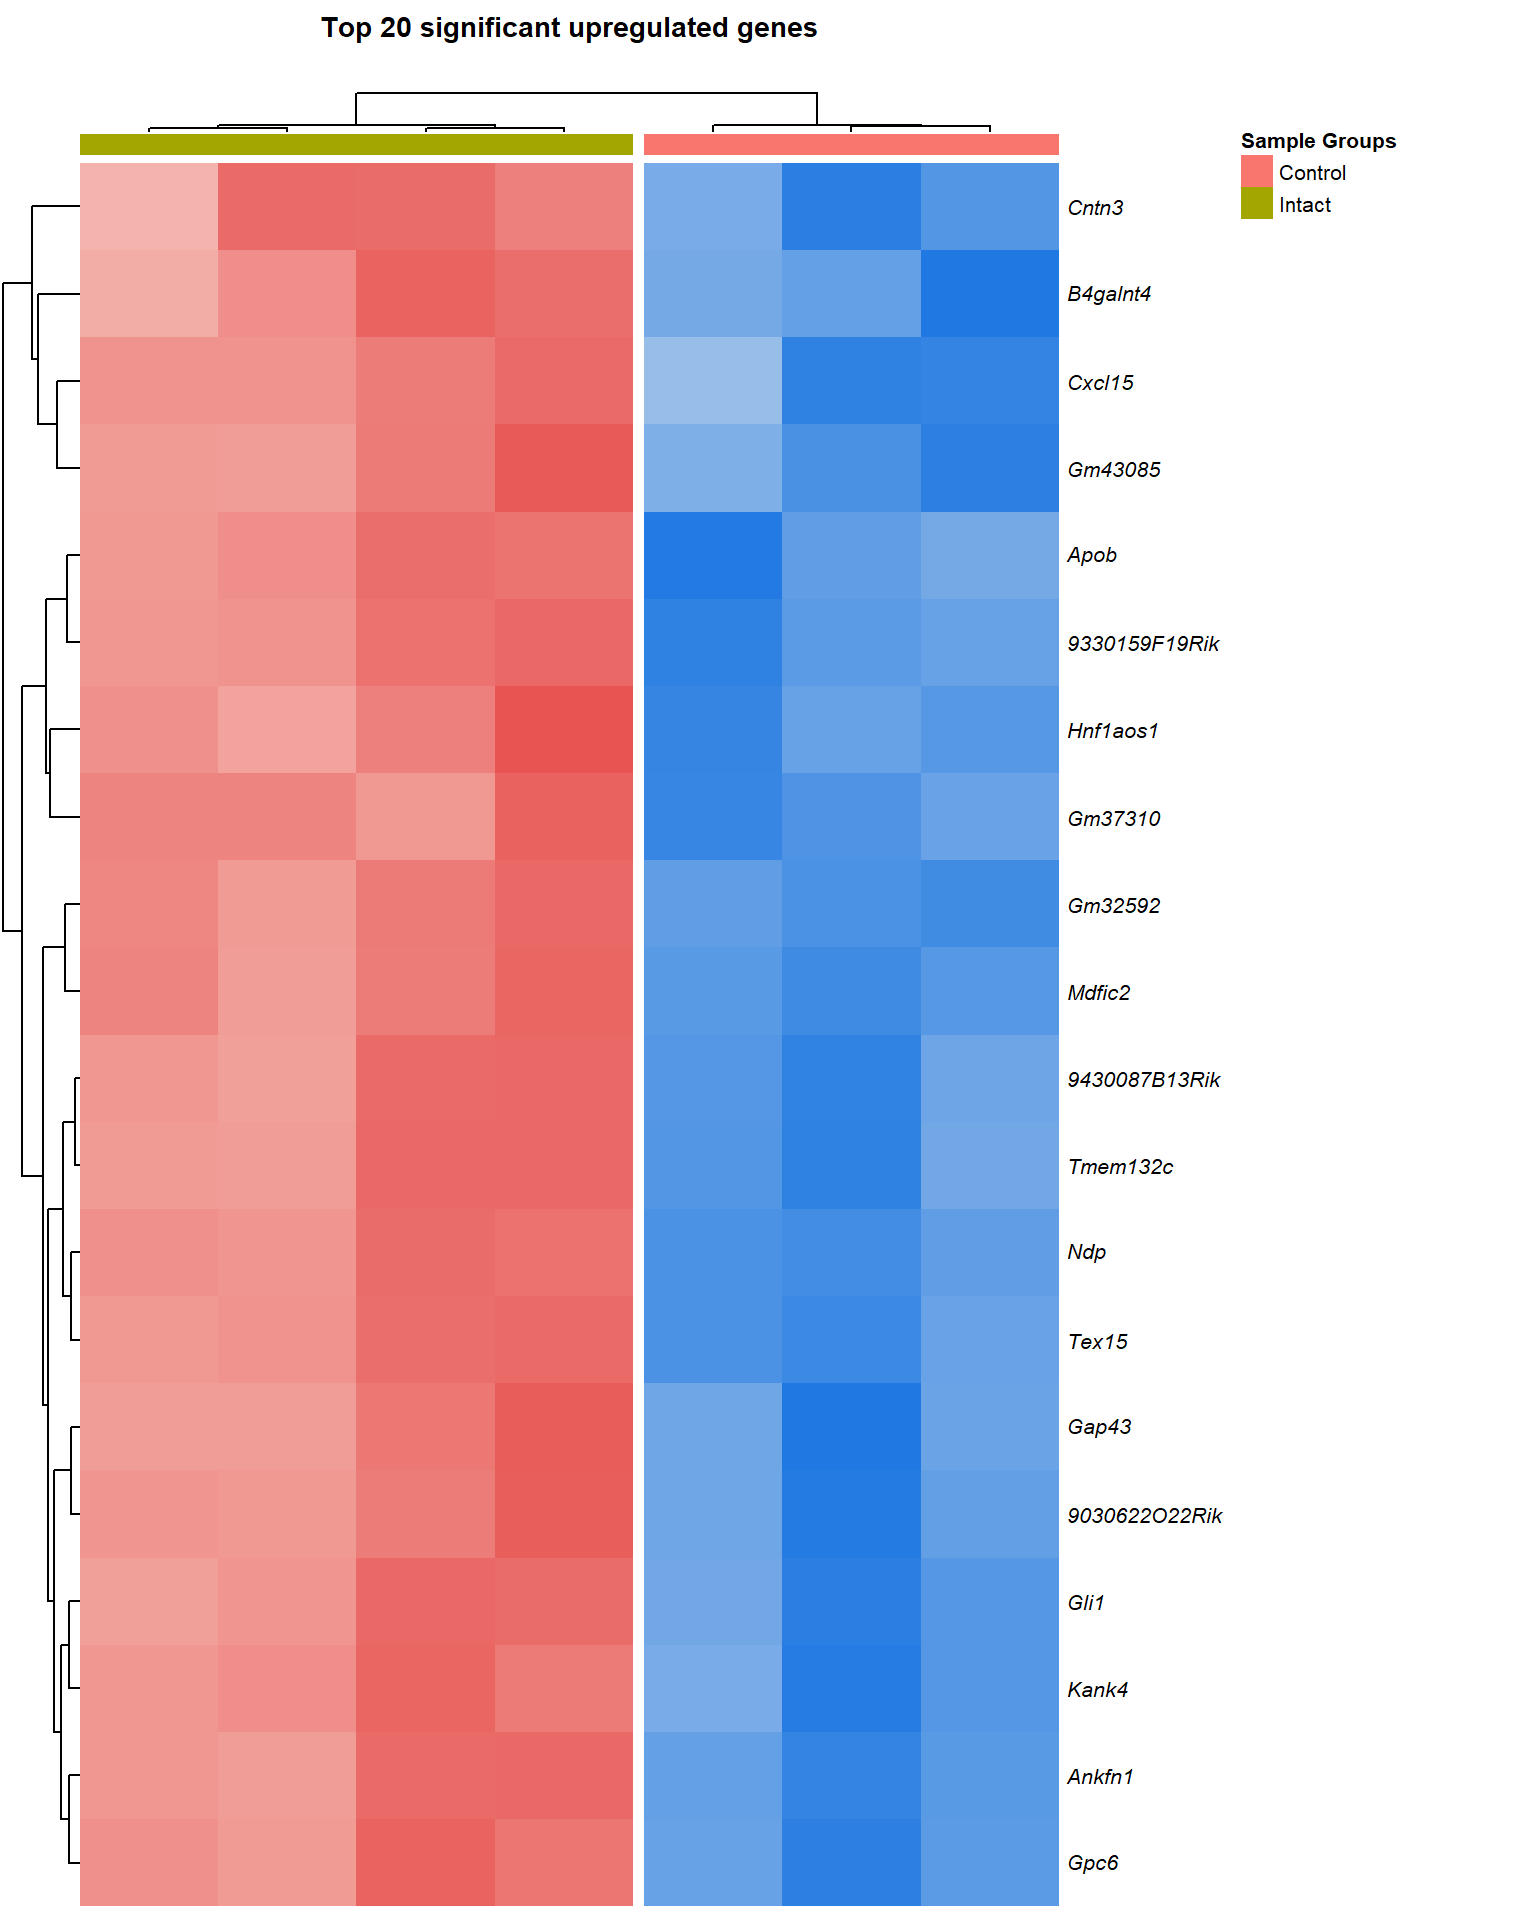 Top 20 significant upregulated genes
Sample Groups
Control
Intact
Cntn3
B4galnt4
Cxcl15
Gm43085
Apob
9330159F19Rik
Hnf1aos1
Gm37310
Gm32592
Mdfic2
9430087B13Rik
Tmem132c
Ndp
Tex15
Gap43
9030622O22Rik
Gli1
Kank4
Ankfn1
Gpc6